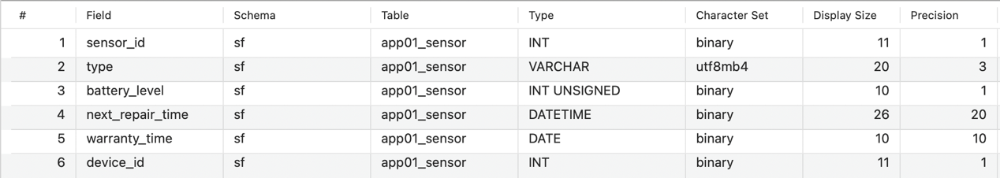 # Field Schema Table Type Character Set Display Size Precision
1 sensor_id sf app01_sensor INT binary 11 1
2 type sf app01_sensor VARCHAR utf8mb4 20 3
3 battery_level sf app01_sensor INT UNSIGNED binary 10 1
4 next_repair_time sf app01_sensor DATETIME binary 26 20
5 warranty_time sf app01_sensor DATE binary 10 10
6 device_id sf app01_sensor INT binary 11 1